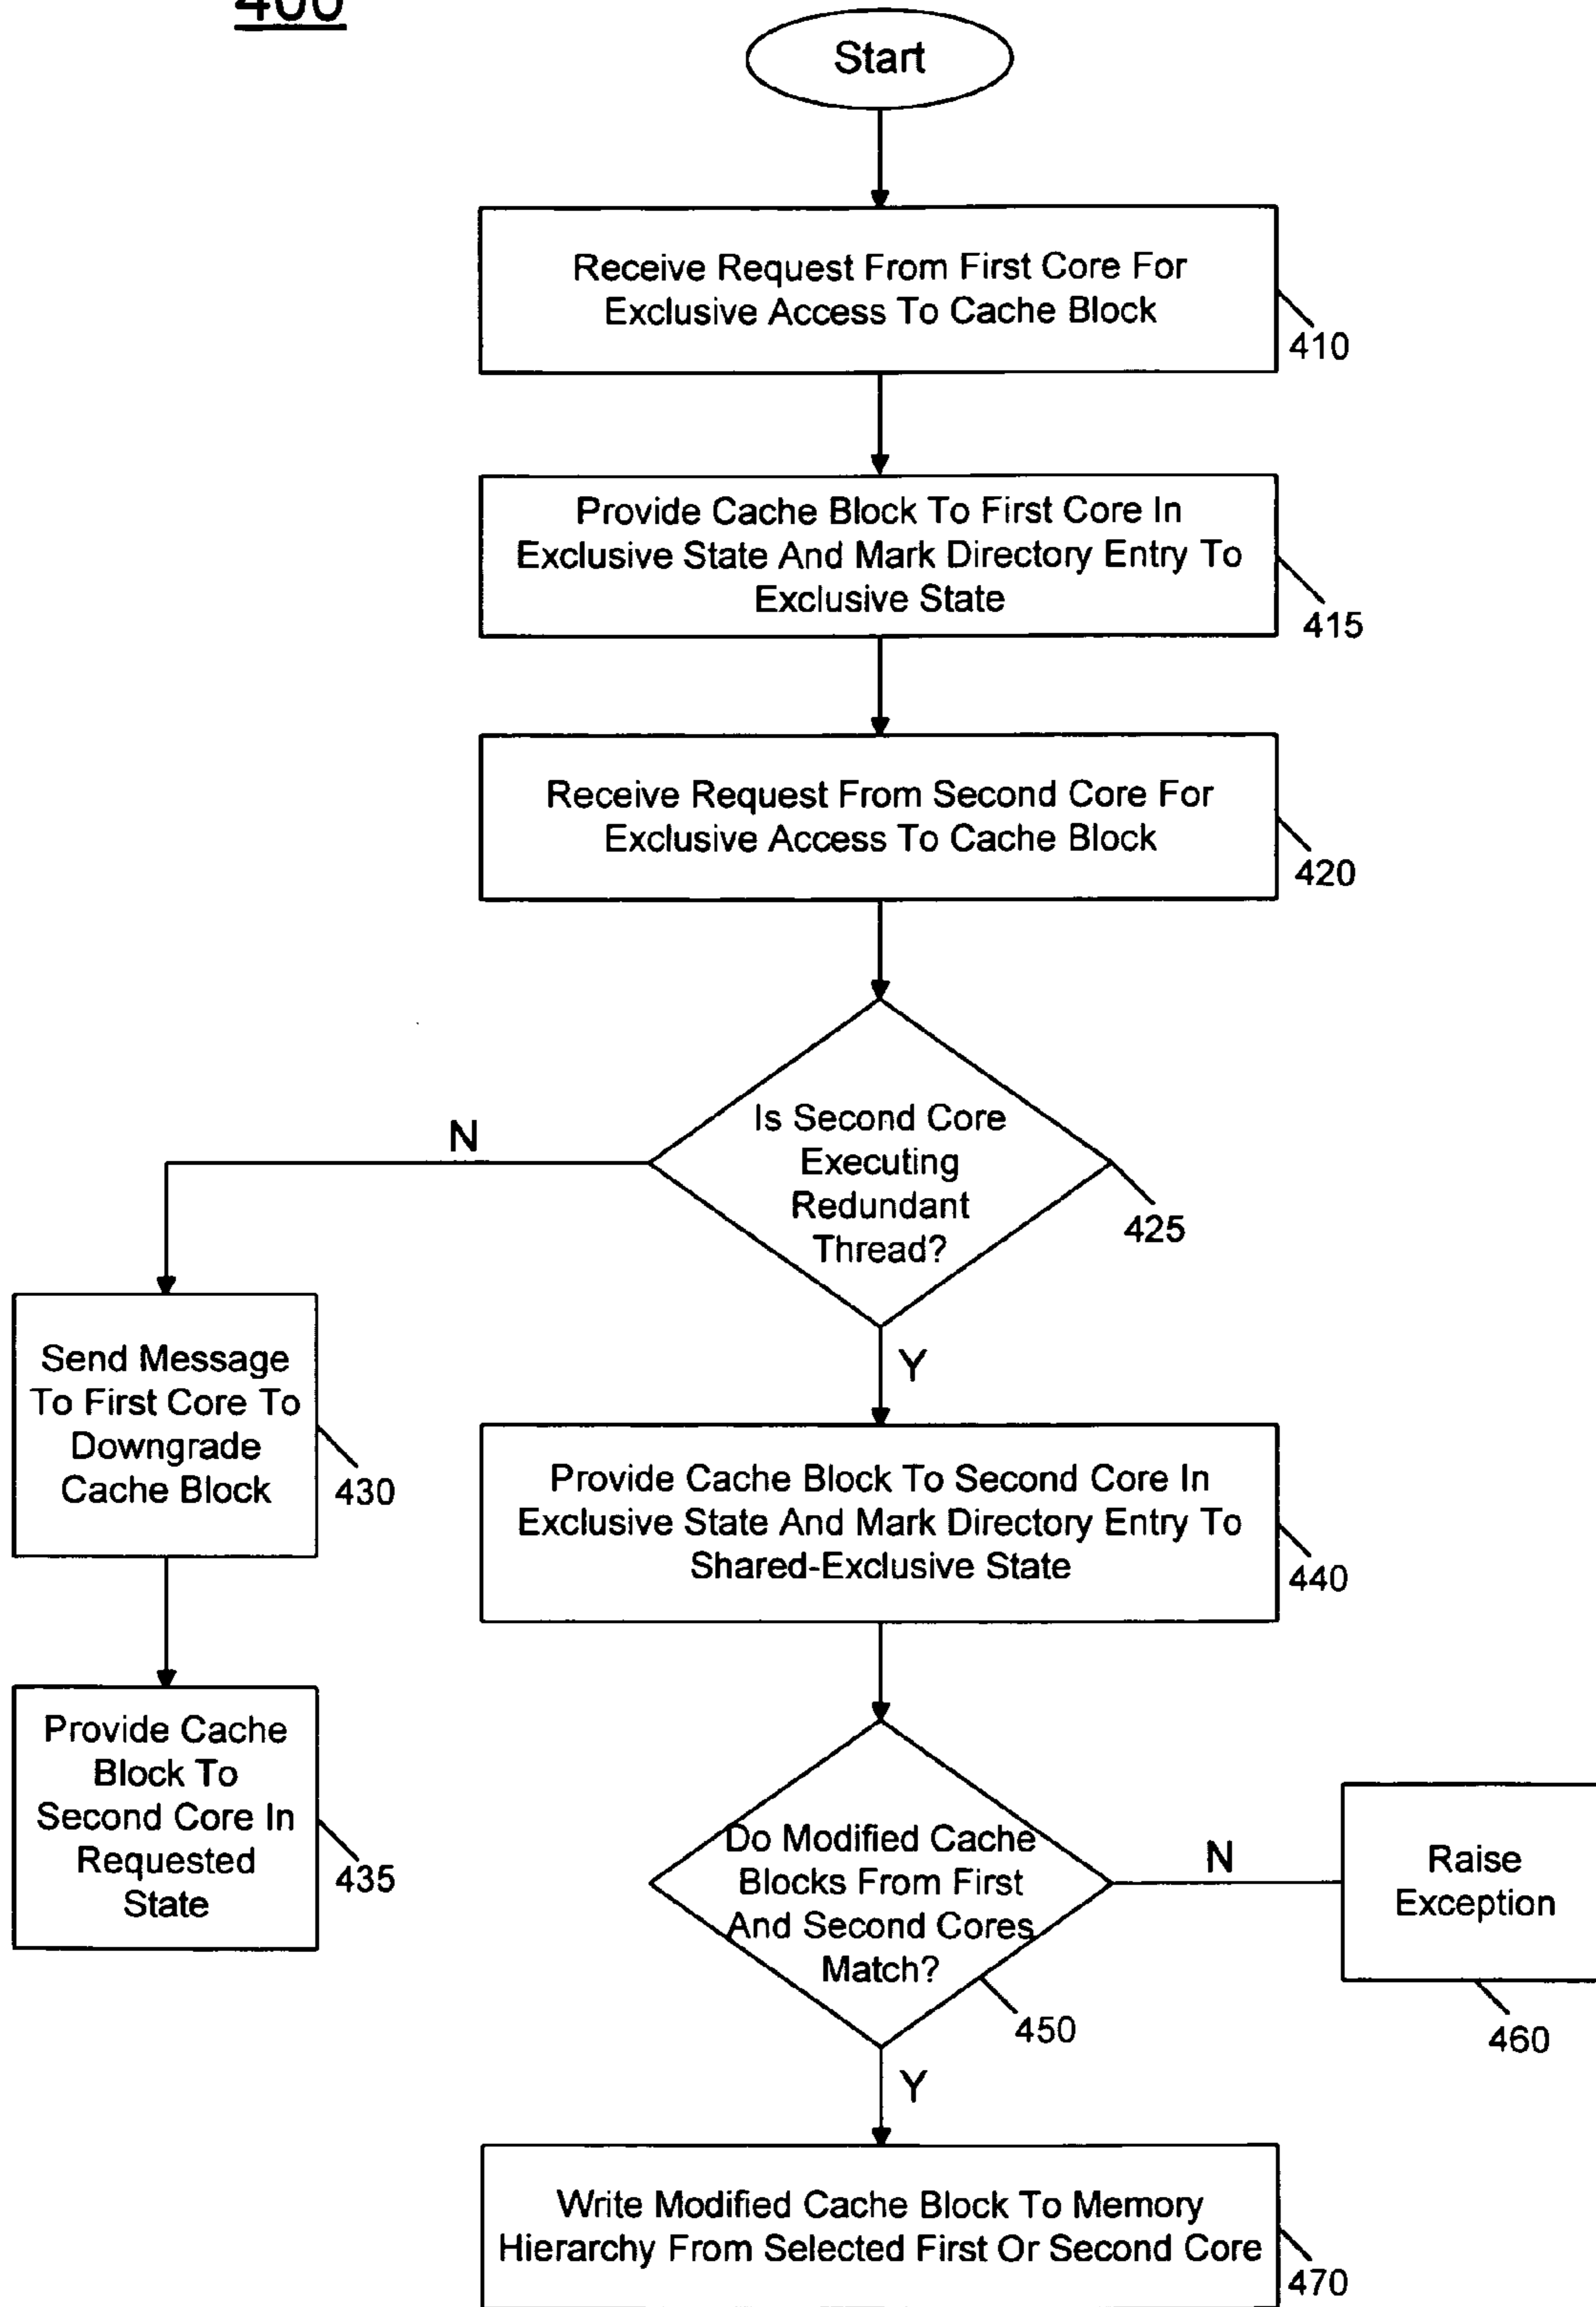 400
Start
Receive Request From First Core For
Exclusive Access To Cache Block
410
Provide Cache Block To First Core In
Exclusive State And Mark Directory Entry To
Exclusive State
415
Receive Request From Second Core For
Exclusive Access To Cache Block
420
Is Second Core
Executing
Redundant
Thread?
425
N
Y
Send Message
To First Core To
Downgrade
Cache Block
430
Provide Cache Block To Second Core In
Exclusive State And Mark Directory Entry To
Shared-Exclusive State
440
Provide Cache
Block To
Second Core In
Requested
State
435
Do Modified Cache
Blocks From First
And Second Cores
Match?
450
N
Raise
Exception
460
Y
Write Modified Cache Block To Memory
Hierarchy From Selected First Or Second Core
470